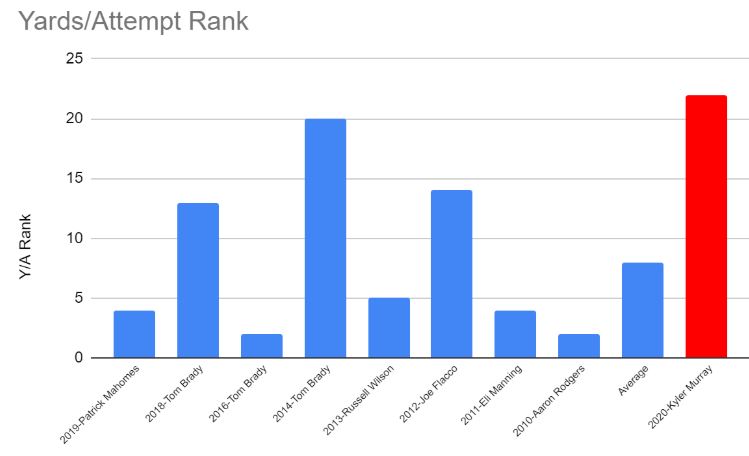 Yards/Attempt Rank
25
20
15
10
5
0
Y/A Rank
2019-Patrick Mahomes
2018-Tom Brady
2016-Tom Brady
2014-Tom Brady
2013-Russell Wilson
2012-Joe Flacco
2011-Eli Manning
2010-Aaron Rodgers
Average
2020-Kyler Murray